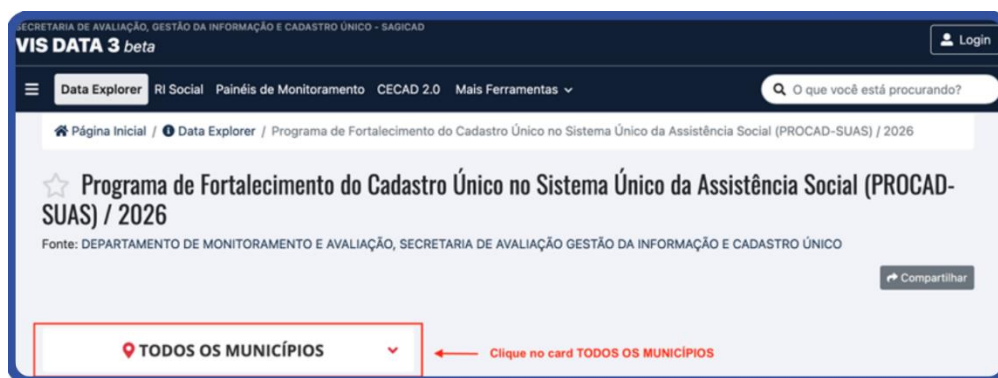 SECRETARIA DE AVALIAÇÃO, GESTÃO DA INFORMAÇÃO E CADASTRO ÚNICO - SAGICAD
VIS DATA 3 beta
Login
Data Explorer RI Social Painéis de Monitoramento CECAD 2.0 Mais Ferramentas
O que você está procurando?
Página Inicial / Data Explorer / Programa de Fortalecimento do Cadastro Único no Sistema Único da Assistência Social (PROCAD-SUAS) / 2026
Programa de Fortalecimento do Cadastro Único no Sistema Único da Assistência Social (PROCAD-
SUAS) / 2026
Fonte: DEPARTAMENTO DE MONITORAMENTO E AVALIAÇÃO, SECRETARIA DE AVALIAÇÃO GESTÃO DA INFORMAÇÃO E CADASTRO ÚNICO
Compartilhar
TODOS OS MUNICÍPIOS
Clique no card TODOS OS MUNICÍPIOS